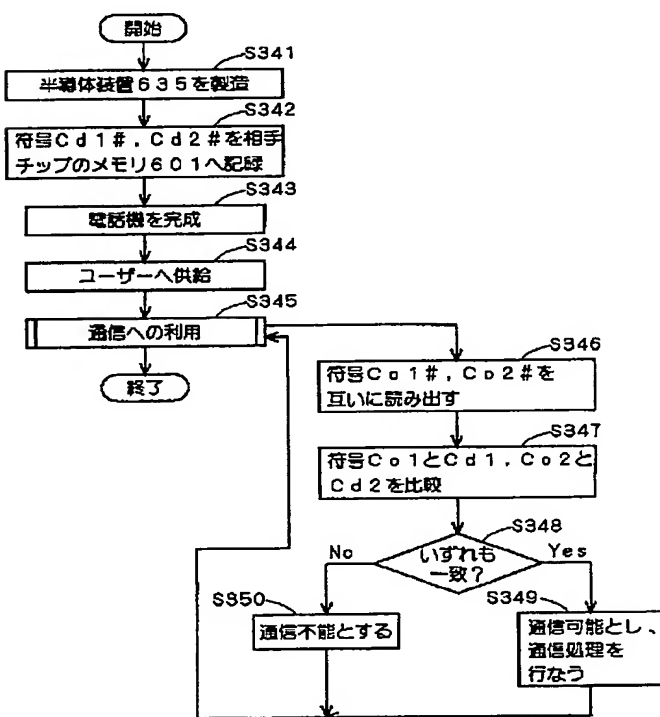 開始
S341
半導体装置635を製造
S342
符号Cd1#,Cd2#を相手
チップのメモリ601へ記録
S343
電話機を完成
S344
ユーザーへ供給
S345
通信への利用
終了
S346
符号Co1#,Co2#を
互いに読み出す
S347
符号Co1とCd1,Co2と
Cd2を比較
S348
いずれも
一致?
No
Yes
S350
通信不能とする
S349
通信可能とし、
通信処理を
行なう